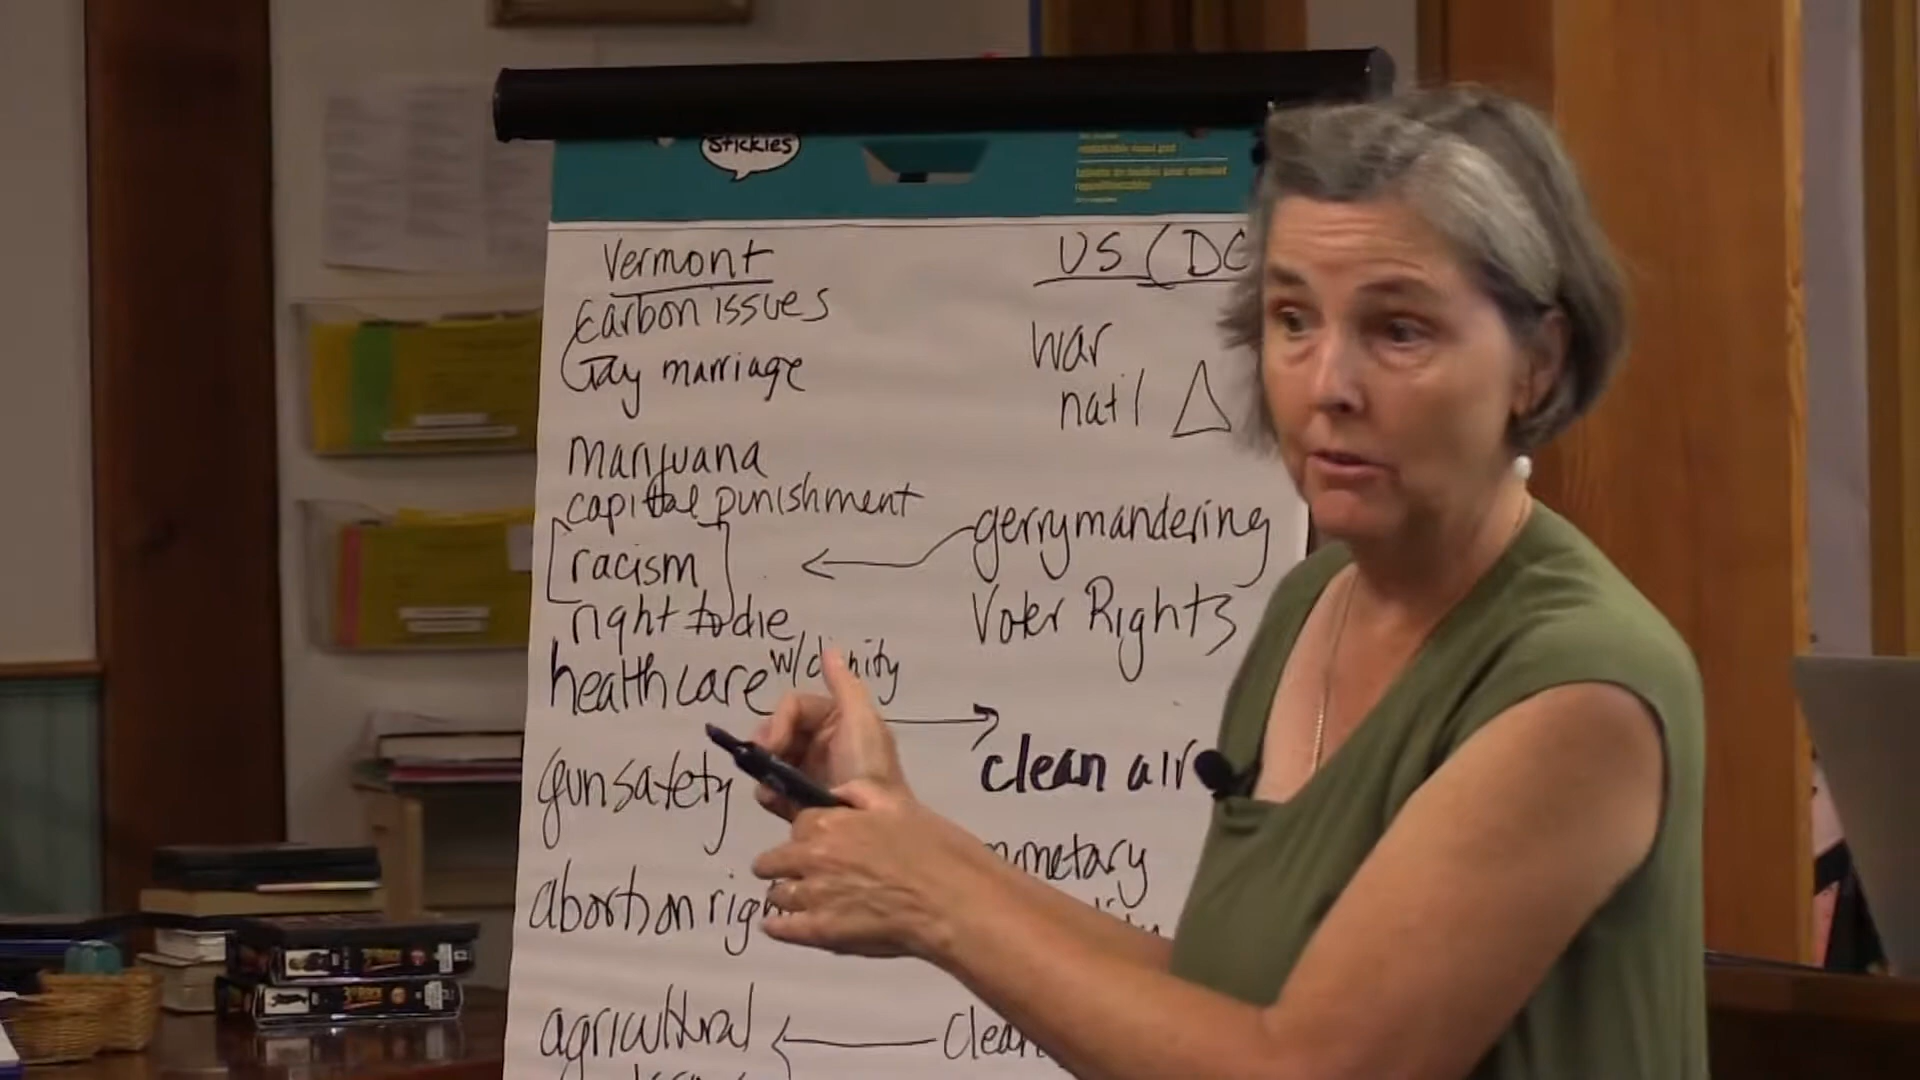 Stickies
Vermont
carbon issues
Gay marriage
marijuana
capital punishment
racism
right to die
w/
healthcare
gun safety
abortion
agricultural
US (DC
war
nat'l △
gerrymandering
Voter Rights
clean air
clean